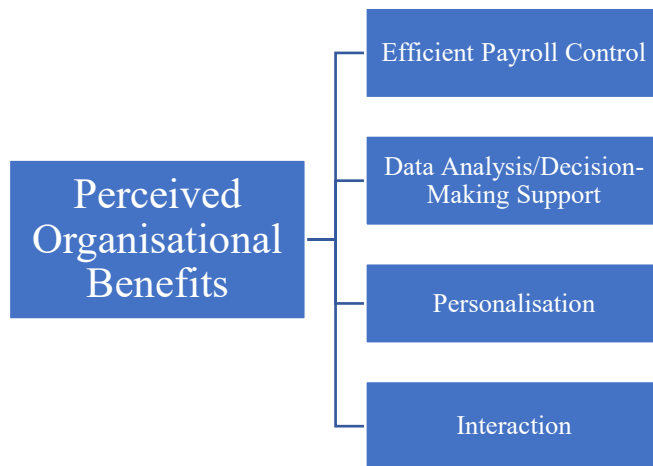 Perceived
Organisational
Benefits
Efficient Payroll Control
Data Analysis/Decision-
Making Support
Personalisation
Interaction